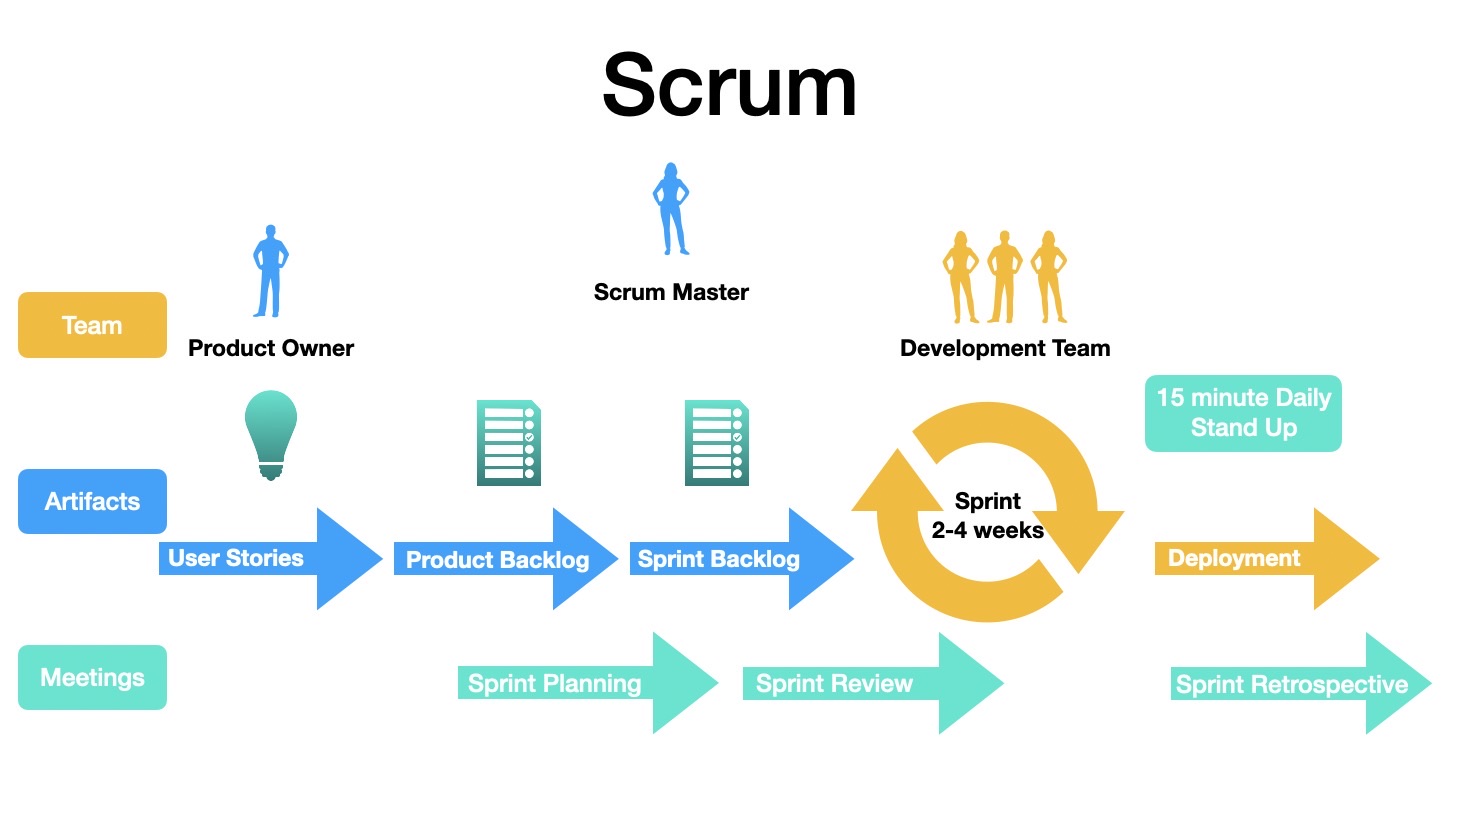 Scrum
Scrum Master
Team
Product Owner
Development Team
15 minute Daily
Stand Up
Artifacts
Sprint
2-4 weeks
User Stories
Product Backlog
Sprint Backlog
Deployment
Meetings
Sprint Planning
Sprint Review
Sprint Retrospective